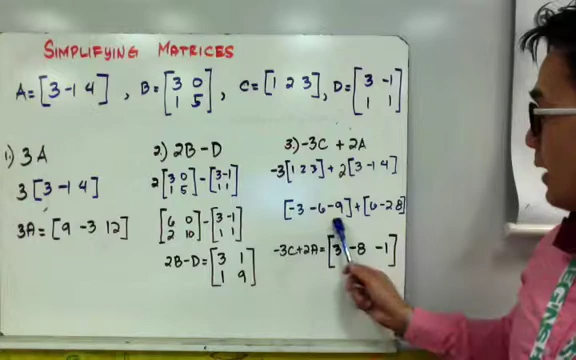 SIMPLIFYING MATRICES
A = [3 -1 4] , B = [3 0 , C = [1 2 3] , D = [3 -1
1 5] 1 1]
1.) 3A
3 [3 -1 4]
3A = [9 -3 12]
2.) 2B - D
2 [3 0 - [3 -1
1 5] 1 1]
[6 0 - [3 -1
2 10] 1 1]
2B - D = [3 1
1 9]
3.) -3C + 2A
-3 [1 2 3] + 2 [3 -1 4]
[-3 -6 -9] + [6 -2 8]
-3C + 2A = [3 -8 -1]